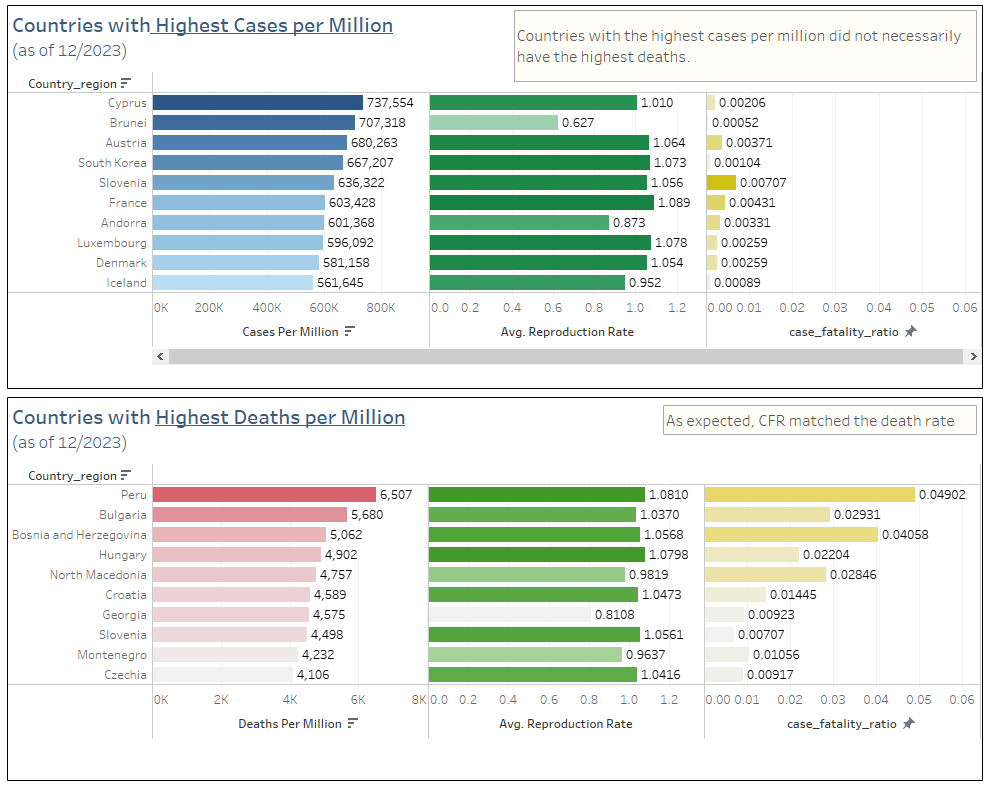 Countries with Highest Cases per Million
(as of 12/2023)
Countries with the highest cases per million did not necessarily
have the highest deaths.
Country_region
Cyprus 737,554 1.010 0.00206
Brunei 707,318 0.627 0.00052
Austria 680,263 1.064 0.00371
South Korea 667,207 1.073 0.00104
Slovenia 636,322 1.056 0.00707
France 603,428 1.089 0.00431
Andorra 601,368 0.873 0.00331
Luxembourg 596,092 1.078 0.00259
Denmark 581,158 1.054 0.00259
Iceland 561,645 0.952 0.00089
0K 200K 400K 600K 800K 0.0 0.2 0.4 0.6 0.8 1.0 1.2 0.00 0.01 0.02 0.03 0.04 0.05 0.06
Cases Per Million Avg. Reproduction Rate case_fatality_ratio
Countries with Highest Deaths per Million
(as of 12/2023)
As expected, CFR matched the death rate
Country_region
Peru 6,507 1.0810 0.04902
Bulgaria 5,680 1.0370 0.02931
Bosnia and Herzegovina 5,062 1.0568 0.04058
Hungary 4,902 1.0798 0.02204
North Macedonia 4,757 0.9819 0.02846
Croatia 4,589 1.0473 0.01445
Georgia 4,575 0.8108 0.00923
Slovenia 4,498 1.0561 0.00707
Montenegro 4,232 0.9637 0.01056
Czechia 4,106 1.0416 0.00917
0K 2K 4K 6K 8K 0.0 0.2 0.4 0.6 0.8 1.0 1.2 0.00 0.01 0.02 0.03 0.04 0.05 0.06
Deaths Per Million Avg. Reproduction Rate case_fatality_ratio